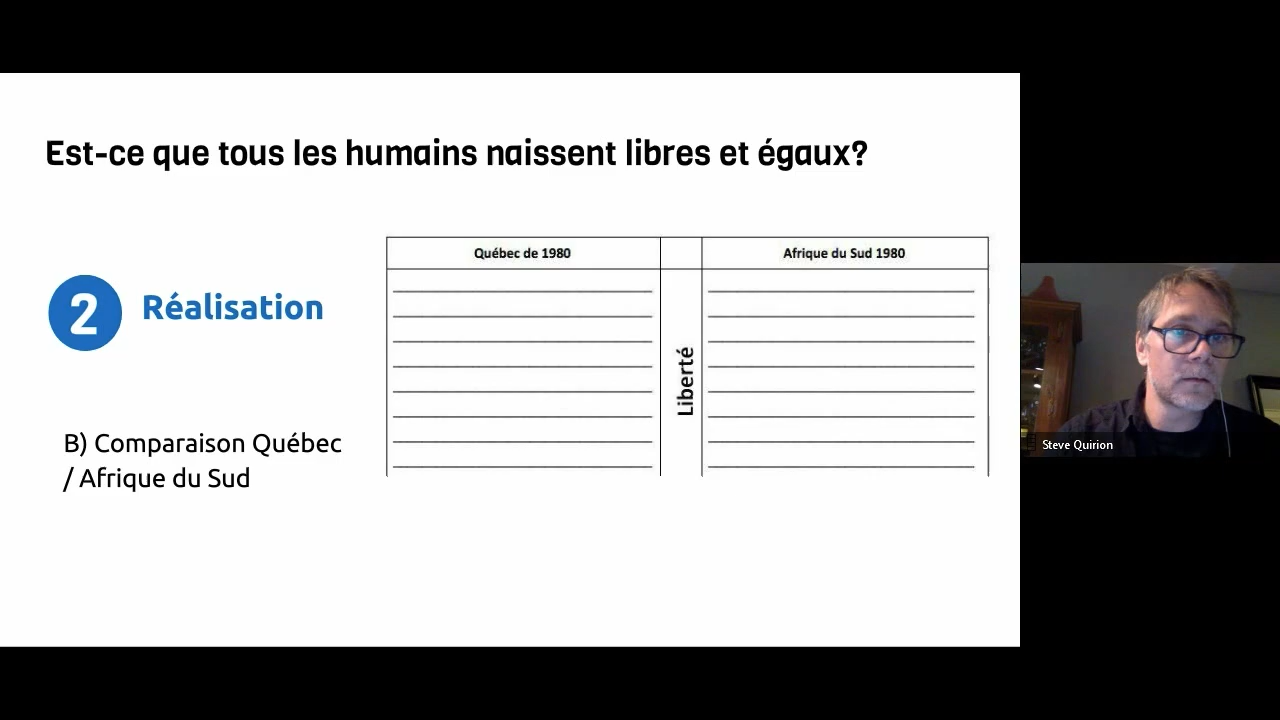 Est-ce que tous les humains naissent libres et égaux?
2 Réalisation
B) Comparaison Québec
/ Afrique du Sud
Québec de 1980
Afrique du Sud 1980
Liberté
Steve Quirion